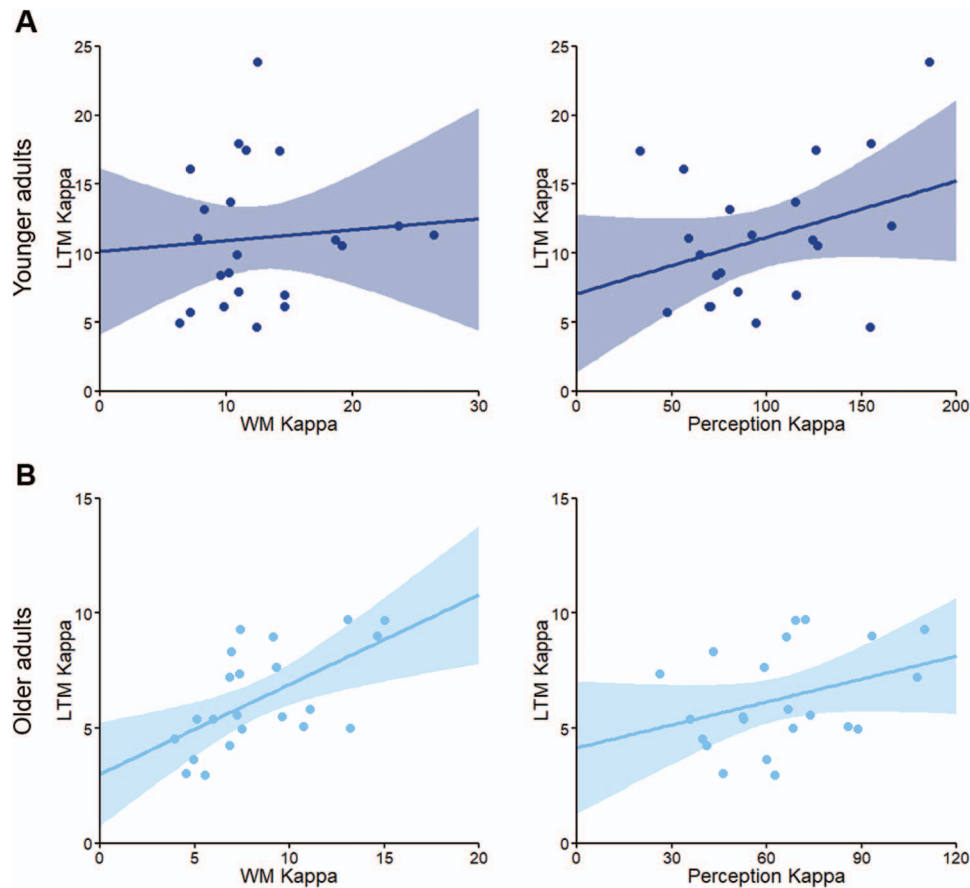 A
Younger adults
LTM Kappa
25
20
15
10
5
0
0 10 20 30
WM Kappa
LTM Kappa
25
20
15
10
5
0
0 50 100 150 200
Perception Kappa
B
Older adults
LTM Kappa
15
10
5
0
0 5 10 15 20
WM Kappa
LTM Kappa
15
10
5
0
0 30 60 90 120
Perception Kappa